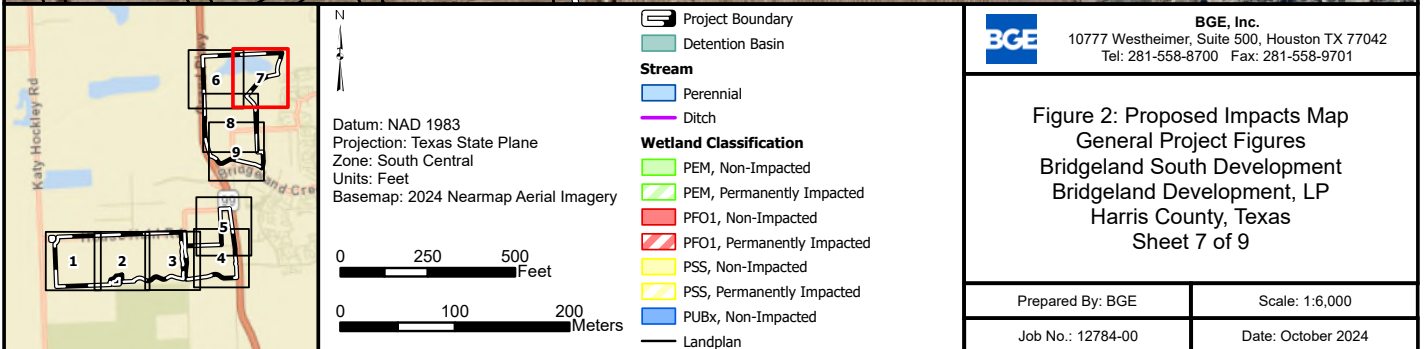 Katy Hockley Rd
6
7
8
9
99
5
1
2
3
4
N
Datum: NAD 1983
Projection: Texas State Plane
Zone: South Central
Units: Feet
Basemap: 2024 Nearmap Aerial Imagery
0 250 500
Feet
0 100 200
Meters
Project Boundary
Detention Basin
Stream
Perennial
Ditch
Wetland Classification
PEM, Non-Impacted
PEM, Permanently Impacted
PFO1, Non-Impacted
PFO1, Permanently Impacted
PSS, Non-Impacted
PSS, Permanently Impacted
PUBx, Non-Impacted
Landplan
BGE
BGE, Inc.
10777 Westheimer, Suite 500, Houston TX 77042
Tel: 281-558-8700 Fax: 281-558-9701
Figure 2: Proposed Impacts Map
General Project Figures
Bridgeland South Development
Bridgeland Development, LP
Harris County, Texas
Sheet 7 of 9
Prepared By: BGE
Scale: 1:6,000
Job No.: 12784-00
Date: October 2024